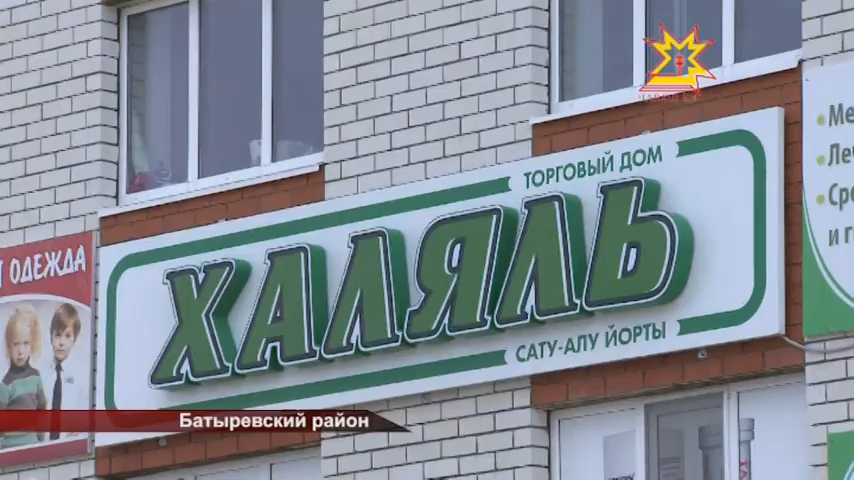 ТОРГОВЫЙ ДОМ
ХАЛЯЛЬ
САТУ-АЛУ ЙОРТЫ
ОДЕЖДА
и г
Батыревский район